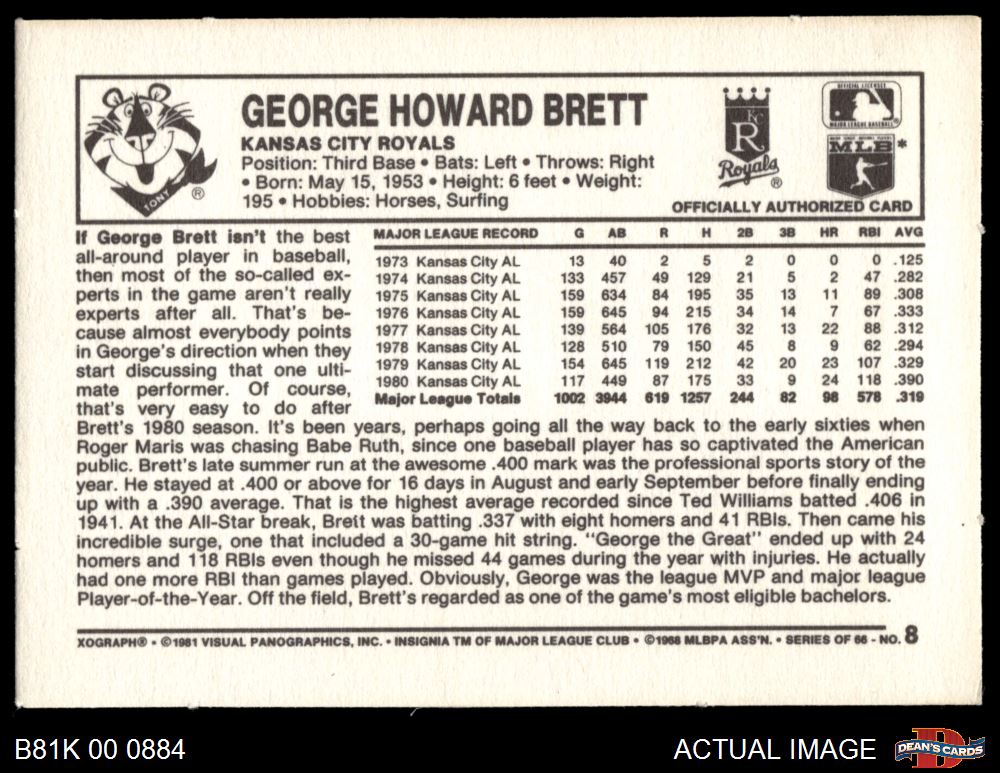 GEORGE HOWARD BRETT
KANSAS CITY ROYALS
Position: Third Base • Bats: Left • Throws: Right
• Born: May 15, 1953 • Height: 6 feet • Weight:
195 • Hobbies: Horses, Surfing
TONY
®
KC
R
Royals
®
OFFICIAL LICENSEE
MAJOR LEAGUE BASEBALL
MLB *
OFFICIALLY AUTHORIZED CARD
If George Brett isn't the best
all-around player in baseball,
then most of the so-called ex-
perts in the game aren't really
experts after all. That's be-
cause almost everybody points
in George's direction when they
start discussing that one ulti-
mate performer. Of course,
that's very easy to do after
MAJOR LEAGUE RECORD G AB R H 2B 3B HR RBI AVG
1973 Kansas City AL 13 40 2 5 2 0 0 0 .125
1974 Kansas City AL 133 457 49 129 21 5 2 47 .282
1975 Kansas City AL 159 634 84 195 35 13 11 89 .308
1976 Kansas City AL 159 645 94 215 34 14 7 67 .333
1977 Kansas City AL 139 564 105 176 32 13 22 88 .312
1978 Kansas City AL 128 510 79 150 45 8 9 62 .294
1979 Kansas City AL 154 645 119 212 42 20 23 107 .329
1980 Kansas City AL 117 449 87 175 33 9 24 118 .390
Major League Totals 1002 3944 619 1257 244 82 98 578 .319
Brett's 1980 season. It's been years, perhaps going all the way back to the early sixties when
Roger Maris was chasing Babe Ruth, since one baseball player has so captivated the American
public. Brett's late summer run at the awesome .400 mark was the professional sports story of the
year. He stayed at .400 or above for 16 days in August and early September before finally ending
up with a .390 average. That is the highest average recorded since Ted Williams batted .406 in
1941. At the All-Star break, Brett was batting .337 with eight homers and 41 RBIs. Then came his
incredible surge, one that included a 30-game hit string. "George the Great" ended up with 24
homers and 118 RBIs even though he missed 44 games during the year with injuries. He actually
had one more RBI than games played. Obviously, George was the league MVP and major league
Player-of-the-Year. Off the field, Brett's regarded as one of the game's most eligible bachelors.
XOGRAPH® • ©1981 VISUAL PANOGRAPHICS, INC. • INSIGNIA TM OF MAJOR LEAGUE CLUB • ©1968 MLBPA ASS'N. • SERIES OF 66 - NO. 8
B81K 00 0884
ACTUAL IMAGE
DEAN'S CARDS